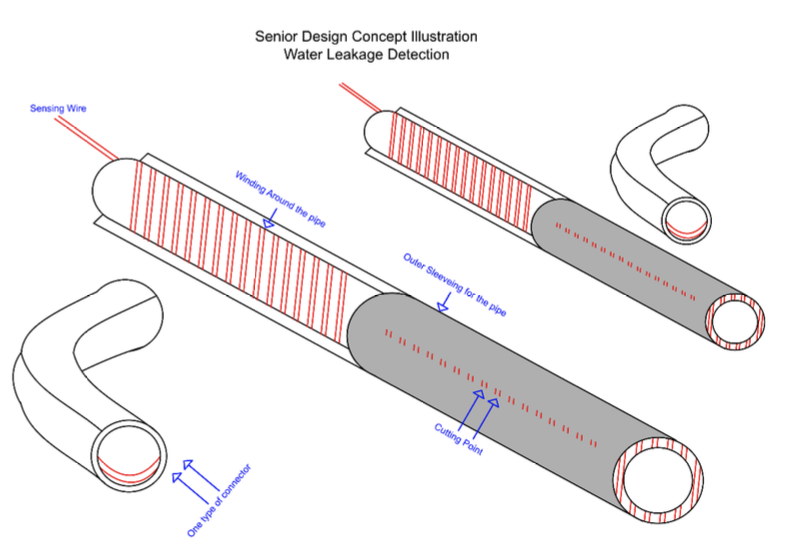 Senior Design Concept Illustration
Water Leakage Detection
Sensing Wire
Winding Around the pipe
Outer Sleeveing for the pipe
Cutting Point
One type of connector